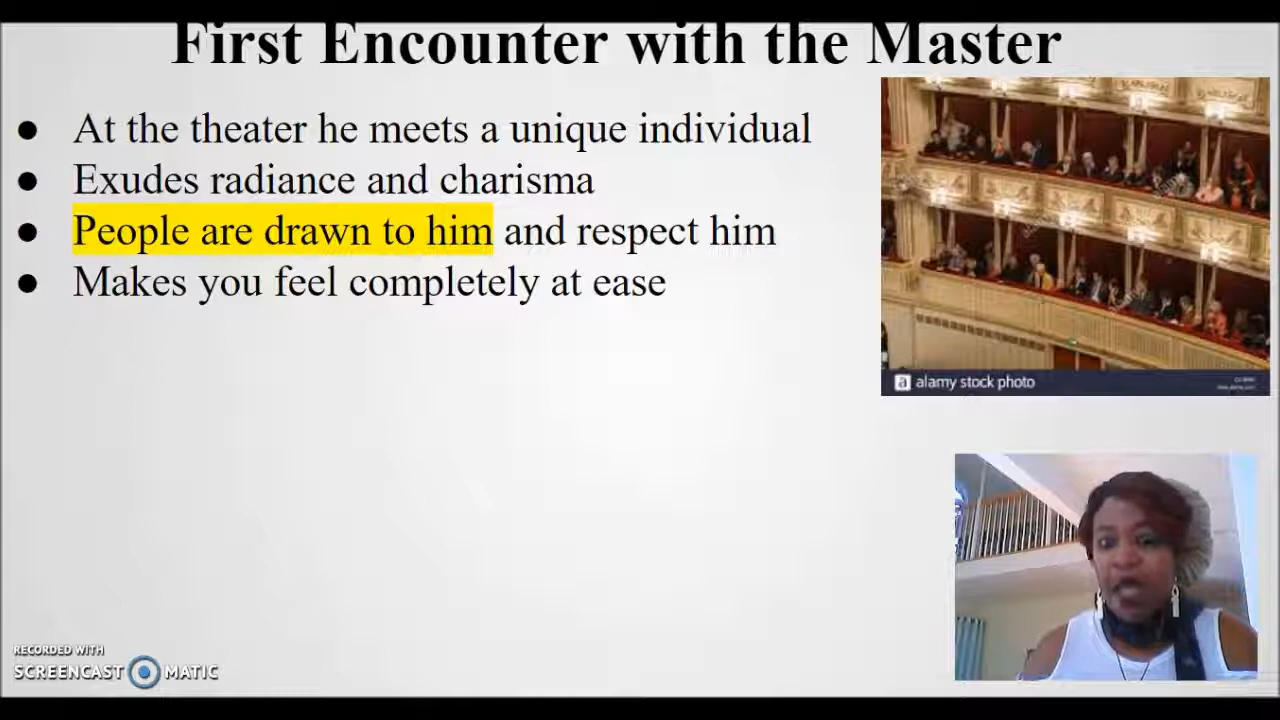 First Encounter with the Master
● At the theater he meets a unique individual
● Exudes radiance and charisma
● People are drawn to him and respect him
● Makes you feel completely at ease
a alamy stock photo
RECORDED WITH
SCREENCAST MATIC